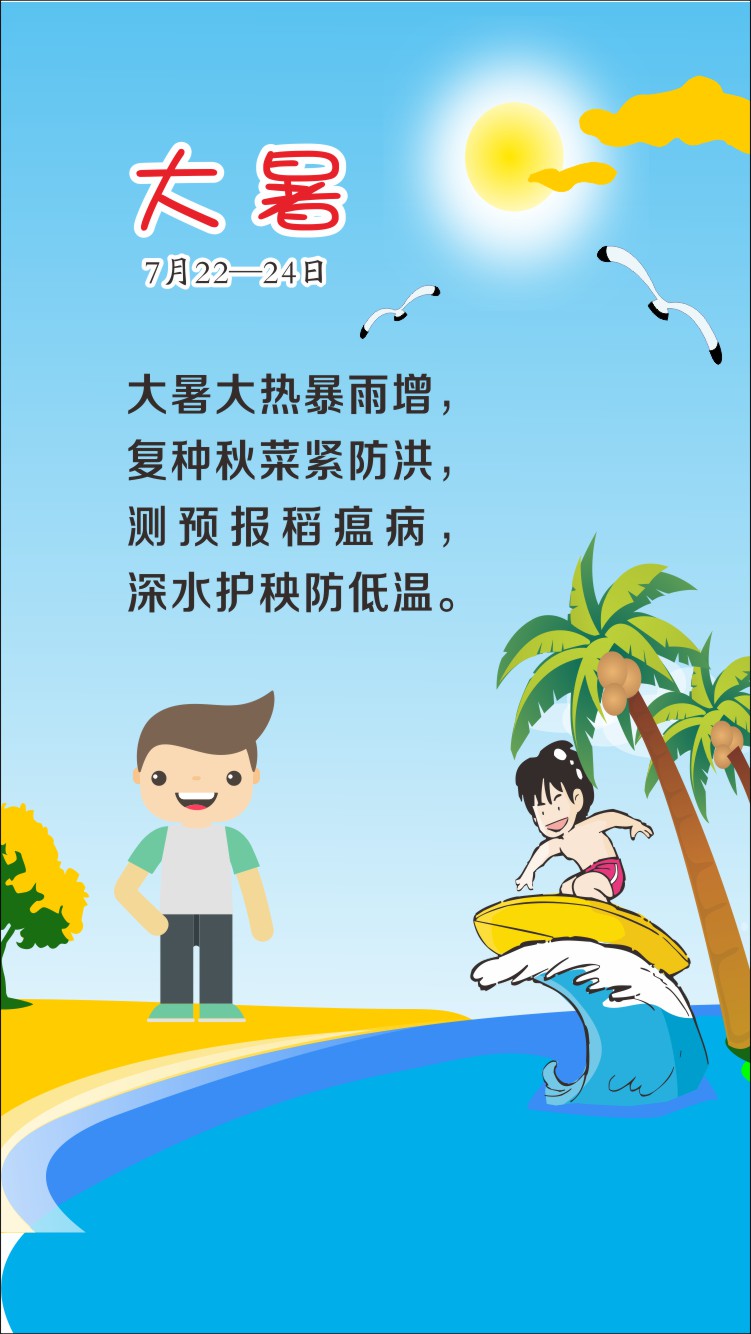 大暑
7月22—24日
大暑大热暴雨增，
复种秋菜紧防洪，
测预报稻瘟病，
深水护秧防低温。